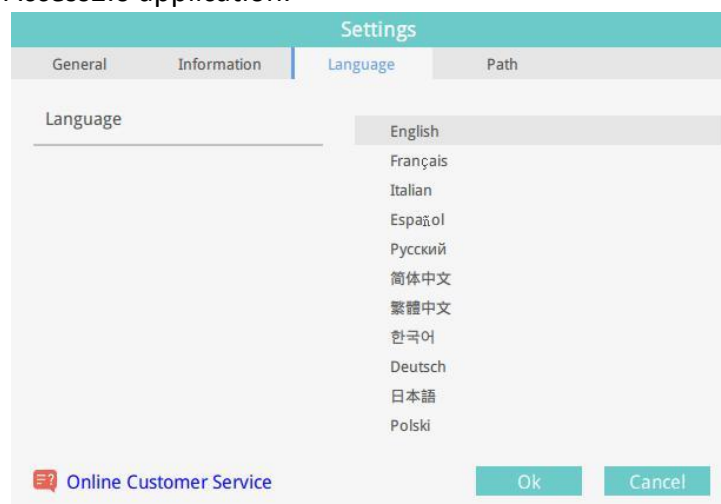 Settings
General Information Language Path
Language
English
Français
Italian
Español
Русский
简体中文
繁體中文
한국어
Deutsch
日本語
Polski
Online Customer Service
Ok Cancel